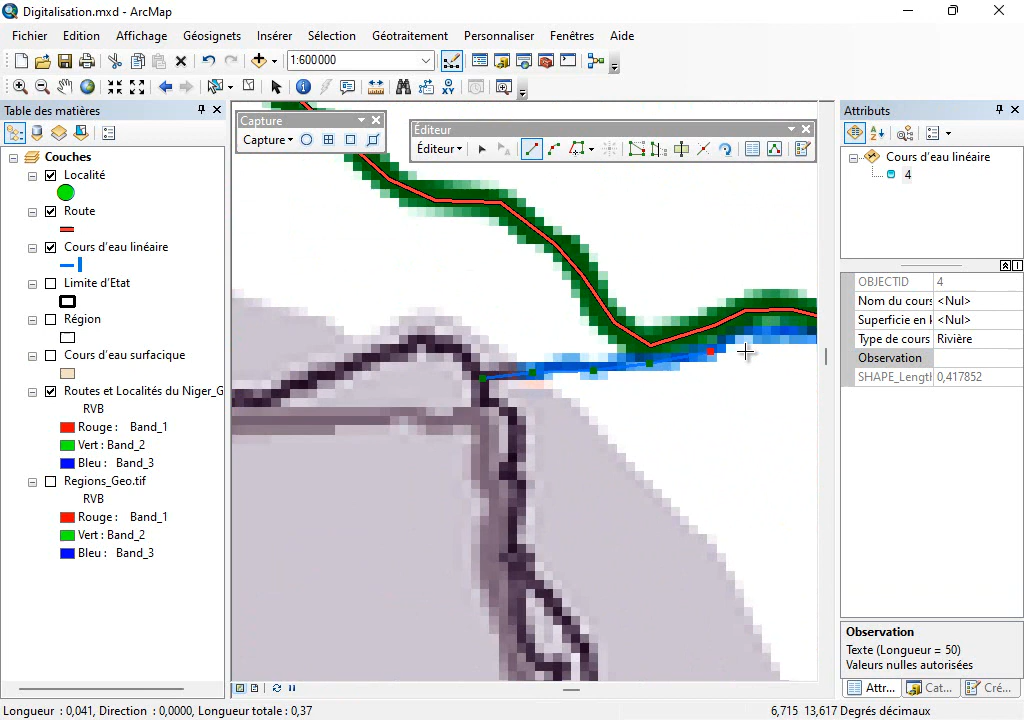 Digitalisation.mxd - ArcMap
Fichier Edition Affichage Géosignets Insérer Sélection Géotraitement Personnaliser Fenêtres Aide
1:600000
Table des matières
Couches
Localité
Route
Cours d'eau linéaire
Limite d'Etat
Région
Cours d'eau surfacique
Routes et Localités du Niger_G
RVB
Rouge : Band_1
Vert : Band_2
Bleu : Band_3
Regions_Geo.tif
RVB
Rouge : Band_1
Vert : Band_2
Bleu : Band_3
Capture
Capture
Éditeur
Éditeur
Attributs
Cours d'eau linéaire
4
OBJECTID 4
Nom du cours <Nul>
Superficie en k <Nul>
Type de cours Rivière
Observation
SHAPE_Length 0,417852
Observation
Texte (Longueur = 50)
Valeurs nulles autorisées
Attr... Cat... Cré...
Longueur : 0,041, Direction : 0,0000, Longueur totale : 0,37
6,715 13,617 Degrés décimaux